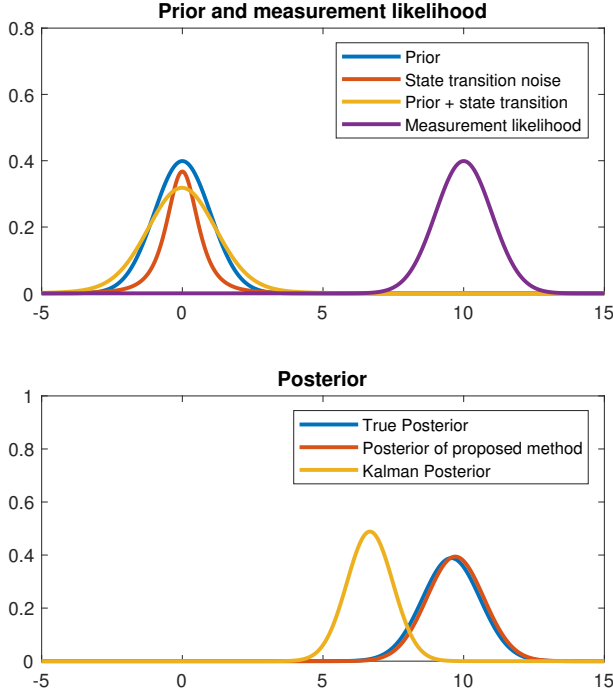 Prior and measurement likelihood
0.8
Prior
State transition noise
0.6
Prior + state transition
Measurement likelihood
0.4
0.2
0
-5 0 5 10 15
Posterior
1
True Posterior
Posterior of proposed method
0.8
Kalman Posterior
0.6
0.4
0.2
0
-5 0 5 10 15